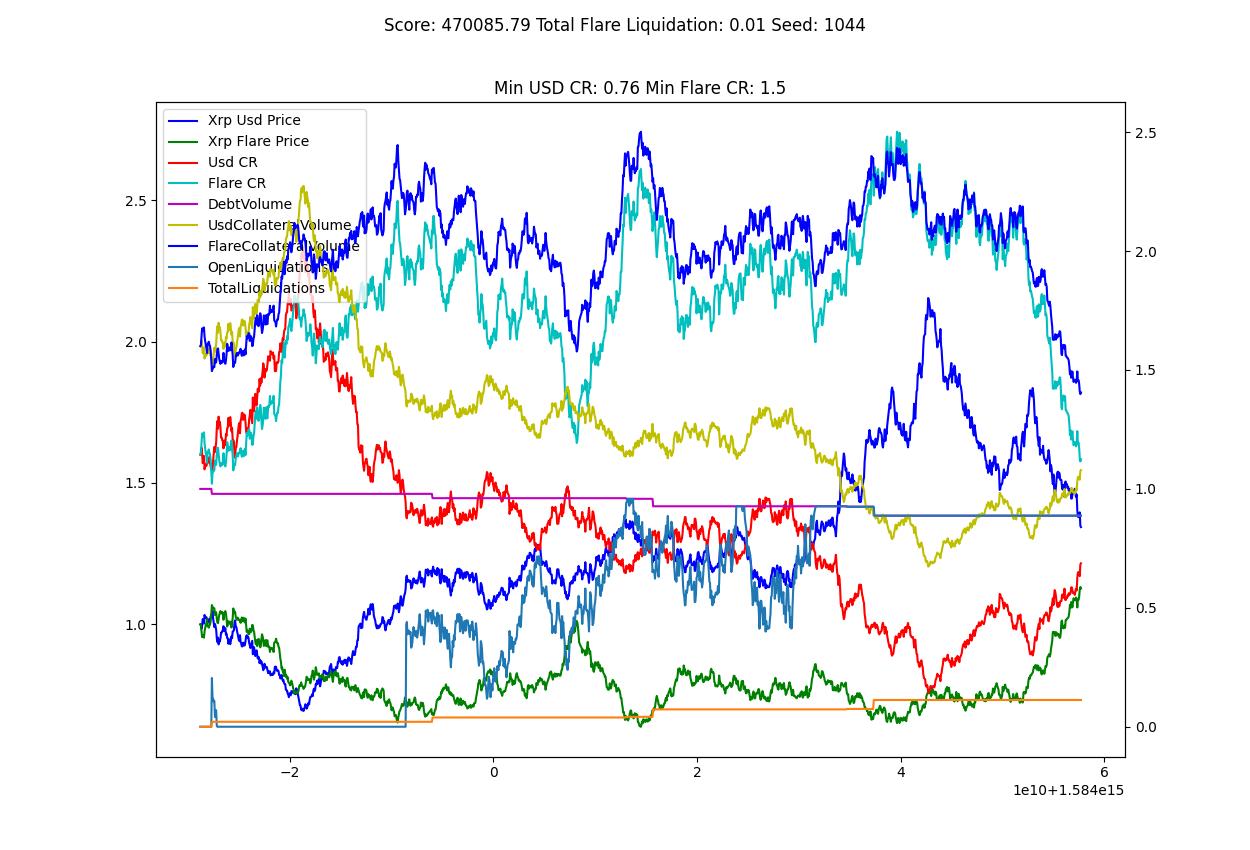 Score: 470085.79 Total Flare Liquidation: 0.01 Seed: 1044
Min USD CR: 0.76 Min Flare CR: 1.5
Xrp Usd Price
Xrp Flare Price
Usd CR
Flare CR
DebtVolume
UsdCollateralVolume
FlareCollateralVolume
OpenLiquidations
TotalLiquidations
2.5
2.0
1.5
1.0
2.5
2.0
1.5
1.0
0.5
0.0
−2
0
2
4
6
1e10+1.584e15